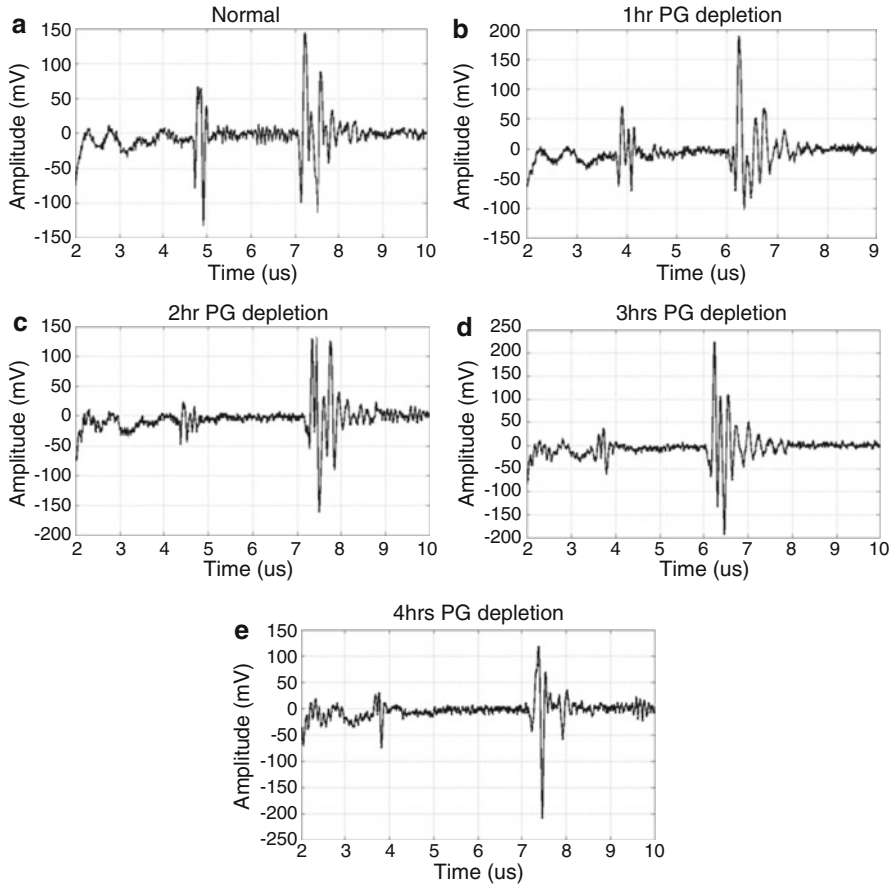 a
Normal
150
100
50
0
-50
-100
-150
Amplitude (mV)
2 3 4 5 6 7 8 9 10
Time (us)
b
1hr PG depletion
200
150
100
50
0
-50
-100
150
Amplitude (mV)
2 3 4 5 6 7 8 9
Time (us)
c
2hr PG depletion
150
100
50
0
-50
-100
-150
-200
Amplitude (mV)
2 3 4 5 6 7 8 9 10
Time (us)
d
3hrs PG depletion
250
200
150
100
50
0
-50
-100
-150
-200
Amplitude (mV)
2 3 4 5 6 7 8 9 10
Time (us)
e
4hrs PG depletion
150
100
50
0
-50
-100
-150
-200
-250
Amplitude (mV)
2 3 4 5 6 7 8 9 10
Time (us)